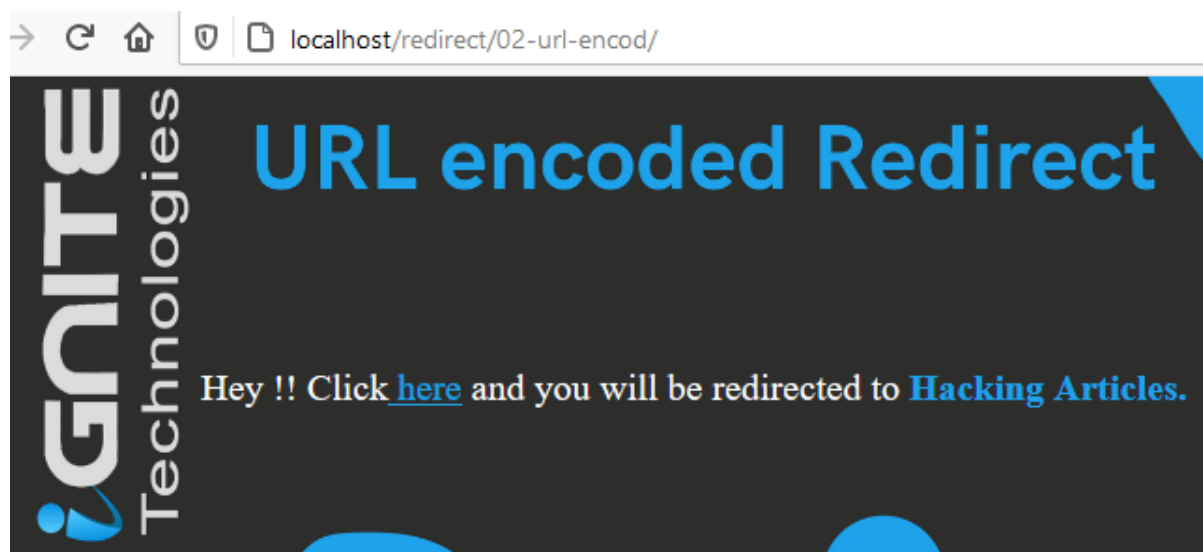 localhost/redirect/02-url-encod/
iGNITE
Technologies
URL encoded Redirect
Hey !! Click here and you will be redirected to Hacking Articles.